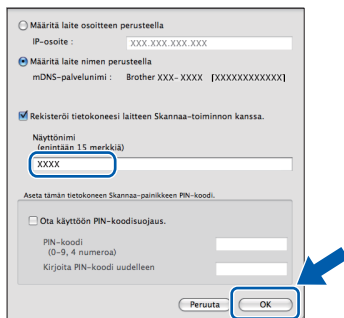 Määritä laite osoitteen perusteella
IP-osoite : XXX.XXX.XXX.XXX
Määritä laite nimen perusteella
mDNS-palvelunimi : Brother XXX-XXXX [XXXXXXXXXXXX]
Rekisteröi tietokoneesi laitteen Skannaa-toiminnon kanssa.
Näyttönimi
(enintään 15 merkkiä)
XXXX
Aseta tämän tietokoneen Skannaa-painikkeen PIN-koodi.
Ota käyttöön PIN-koodisuojaus.
PIN-koodi
(0-9, 4 numeroa)
Kirjoita PIN-koodi uudelleen
Peruuta OK